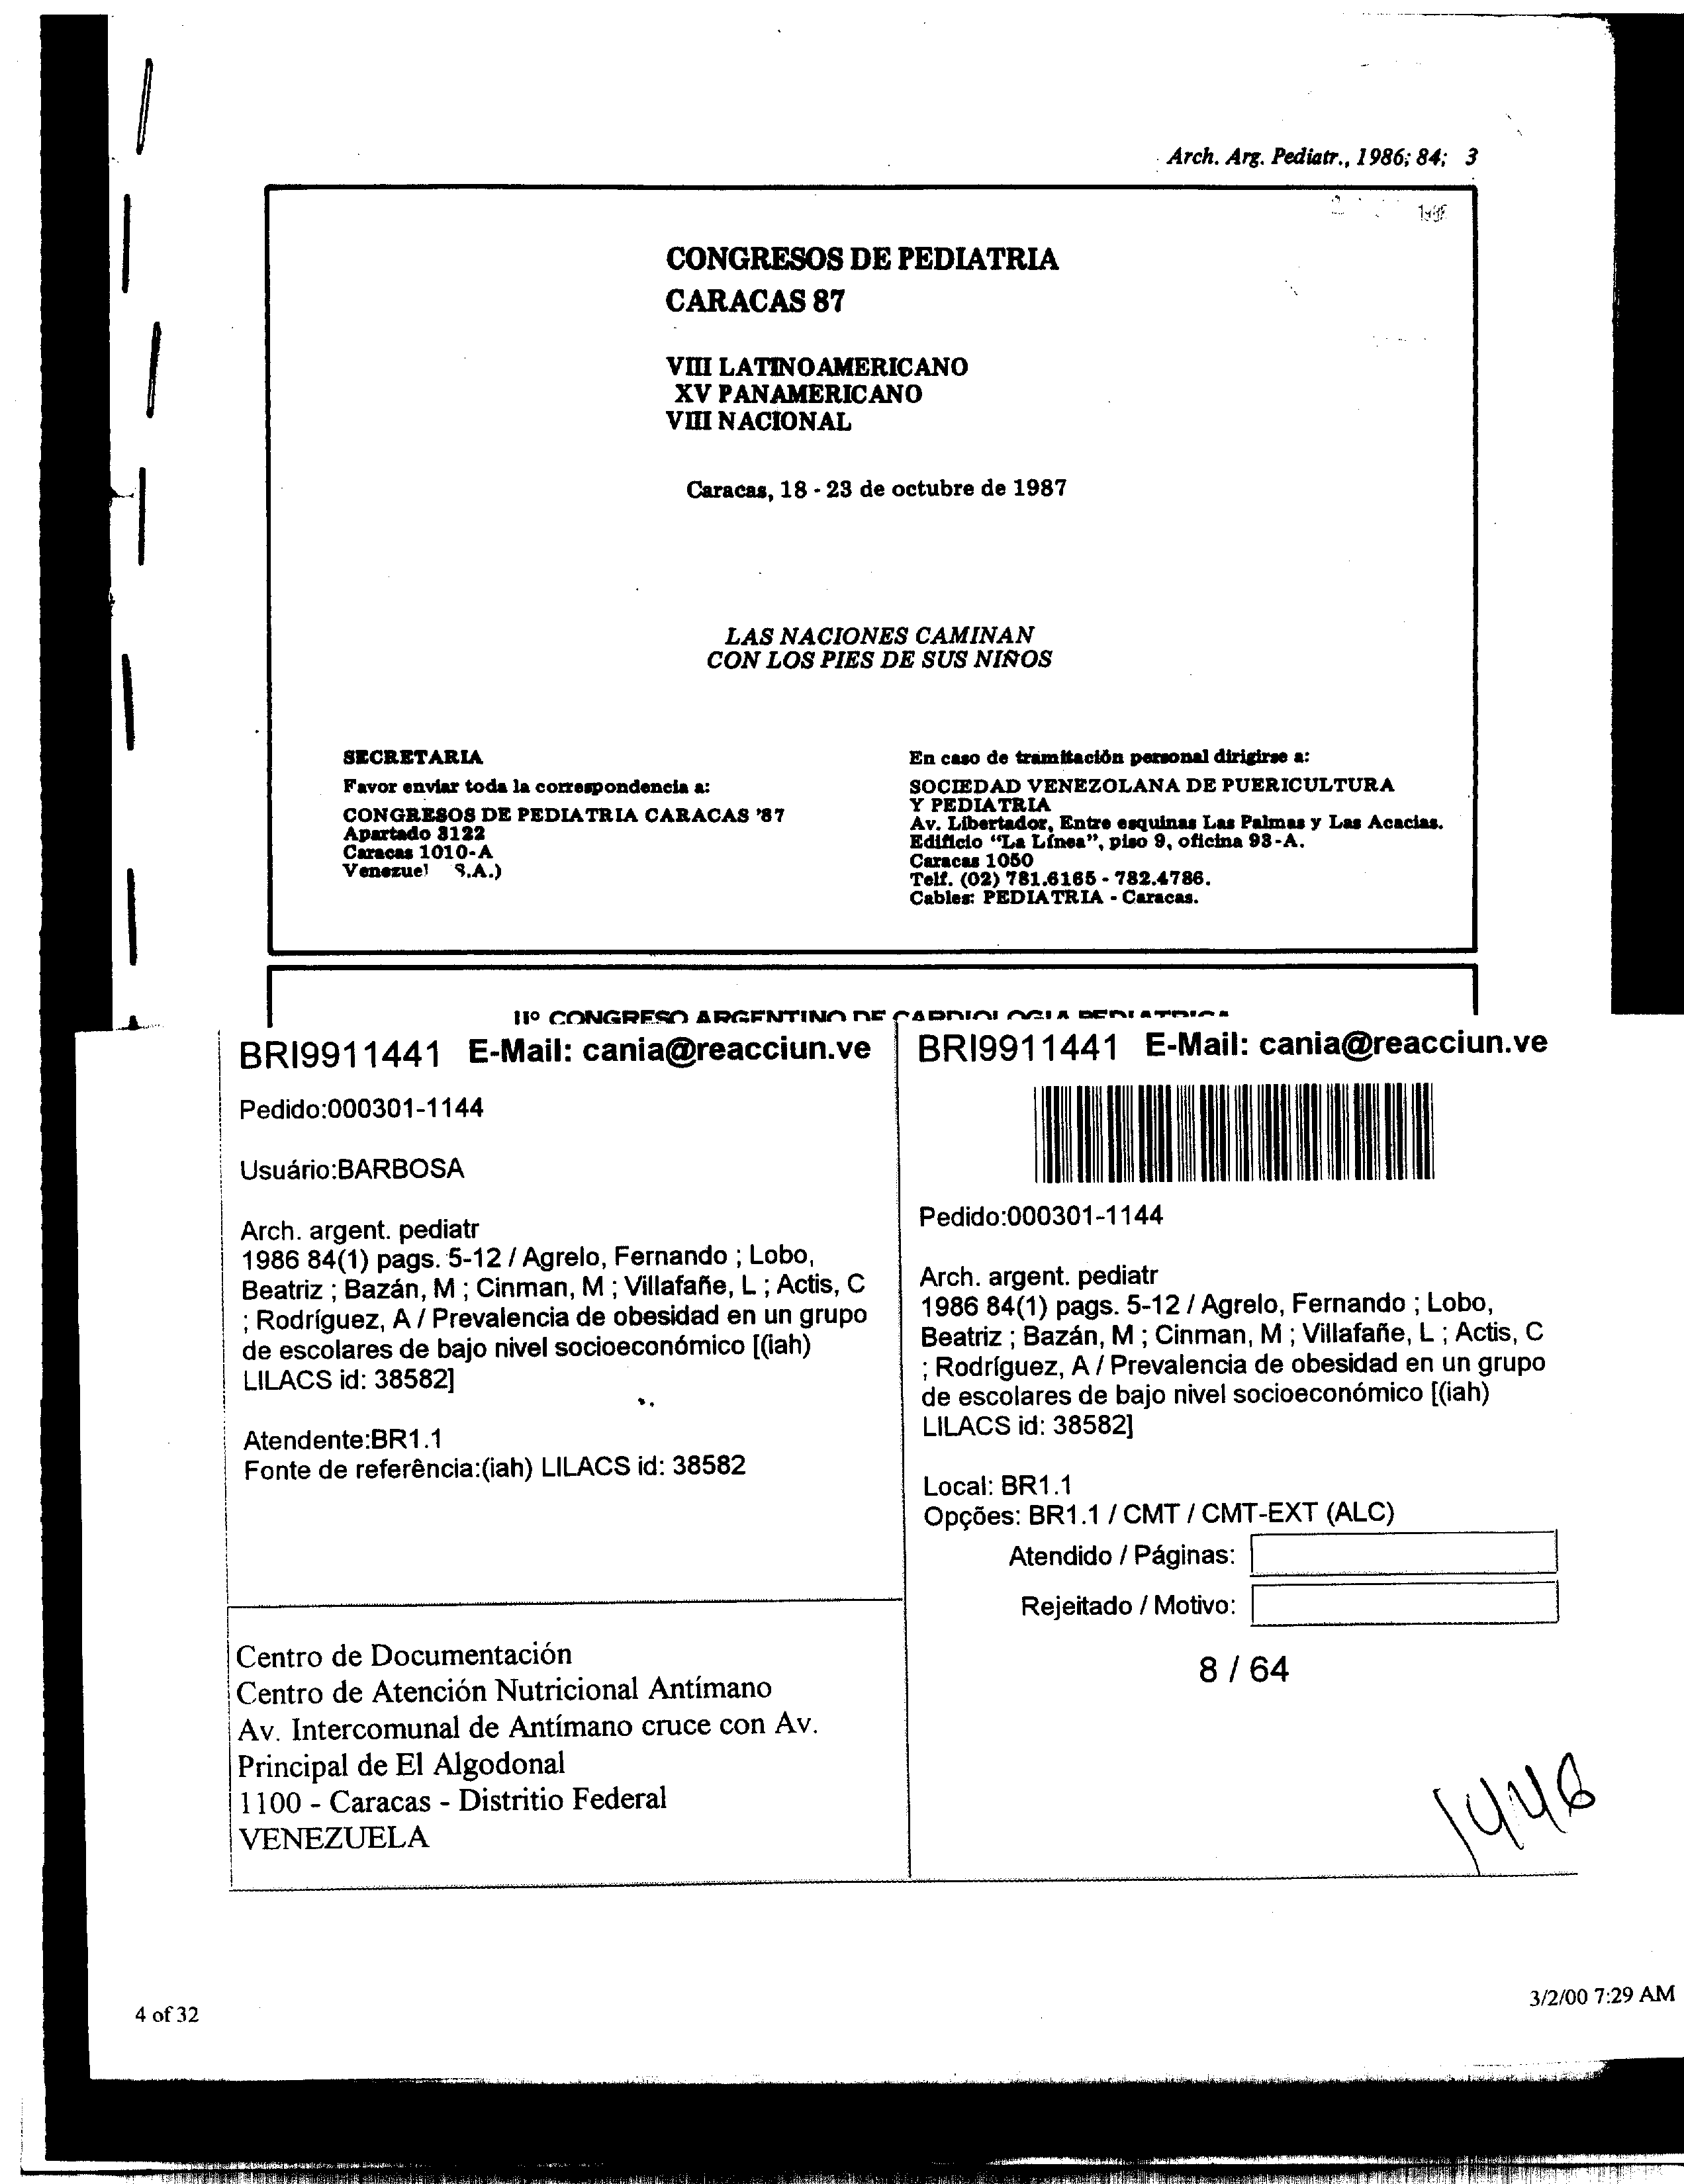 Arch. Arg. Pediatr., 1986; 84; 3
CONGRESOS DE PEDIATRIA
CARACAS 87
VIII LATINOAMERICANO
XV PANAMERICANO
VIII NACIONAL
Caracas, 18 - 23 de octubre de 1987
LAS NACIONES CAMINAN
CON LOS PIES DE SUS NIÑOS
SECRETARIA
Favor enviar toda la correspondencia a:
CONGRESOS DE PEDIATRIA CARACAS '87
Apartado 3122
Caracas 1010-A
S.A.)
En caso de tramitación personal dirigirse a:
SOCIEDAD VENEZOLANA DE PUERICULTURA
Y PEDIATRIA
Av. Libertador, Entre esquinas Las Palmas y Las Acacias.
Edificio “La Línea”, piso 9, oficina 93-A.
Caracas 1050
Telf. (02) 781.6165 - 782.4786.
Cables: PEDIATRIA - Caracas.
IIº CONGRESO ARGENTINO DE CARDIOLOGIA PEDIATRICA
BRI9911441 E-Mail: cania@reacciun.ve
Pedido:000301-1144
Usuário:BARBOSA
Arch. argent. pediatr
1986 84(1) pags. 5-12 / Agrelo, Fernando ; Lobo,
Beatriz ; Bazán, M ; Cinman, M ; Villafañe, L ; Actis, C
; Rodríguez, A / Prevalencia de obesidad en un grupo
de escolares de bajo nivel socioeconómico [(iah)
LILACS id: 38582]
Atendente:BR1.1
Fonte de referência:(iah) LILACS id: 38582
Centro de Documentación
Centro de Atención Nutricional Antímano
Av. Intercomunal de Antímano cruce con Av.
Principal de El Algodonal
1100 - Caracas - Distritio Federal
VENEZUELA
BRI9911441 E-Mail: cania@reacciun.ve
Pedido:000301-1144
Arch. argent. pediatr
1986 84(1) pags. 5-12 / Agrelo, Fernando ; Lobo,
Beatriz ; Bazán, M ; Cinman, M ; Villafañe, L ; Actis, C
; Rodríguez, A / Prevalencia de obesidad en un grupo
de escolares de bajo nivel socioeconómico [(iah)
LILACS id: 38582]
Local: BR1.1
Opções: BR1.1 / CMT / CMT-EXT (ALC)
Atendido / Páginas:
Rejeitado / Motivo:
8 / 64
1446
4 of 32
3/2/00 7:29 AM